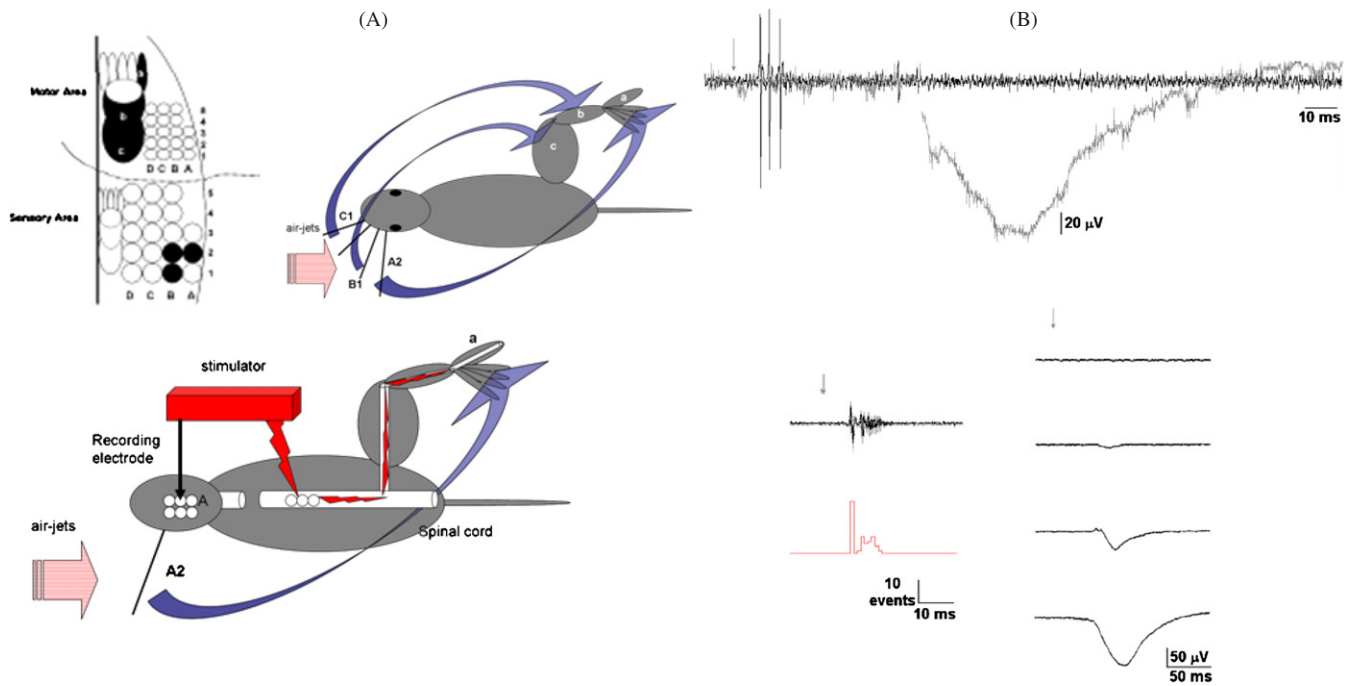 (A)
(B)
Motor Area
a
b
c
8
4
3
2
1
D C B A
Sensory Area
5
4
3
2
1
D C B A
a
b
c
C1
air-jets
B1
A2
10 ms
20 µV
stimulator
a
Recording
electrode
A
air-jets
Spinal cord
A2
10
events
10 ms
50 µV
50 ms